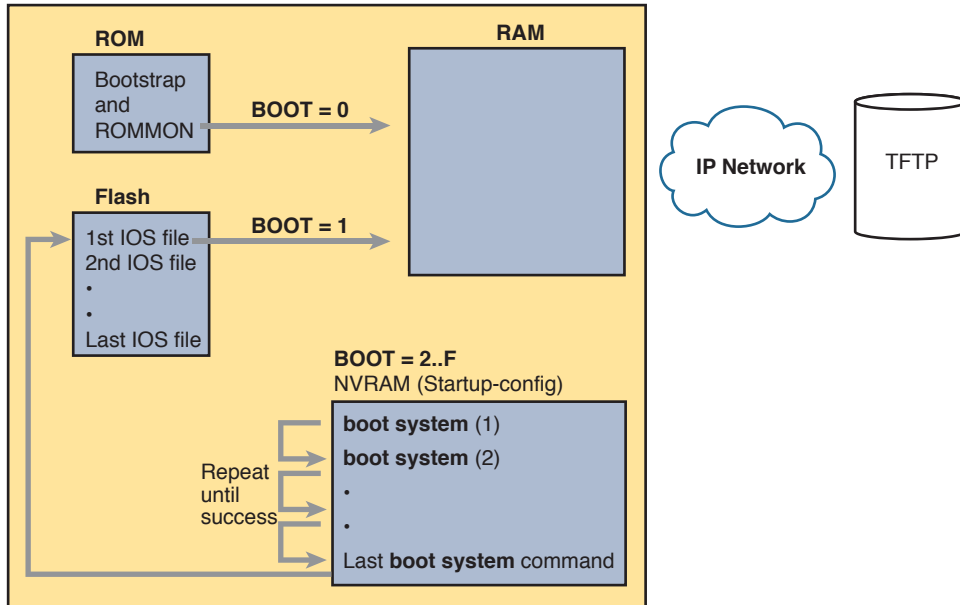 ROM
RAM
Bootstrap
and
ROMMON
BOOT = 0
IP Network
TFTP
Flash
1st IOS file
2nd IOS file
•
•
Last IOS file
BOOT = 1
BOOT = 2..F
NVRAM (Startup-config)
boot system (1)
boot system (2)
•
•
Last boot system command
Repeat
until
success